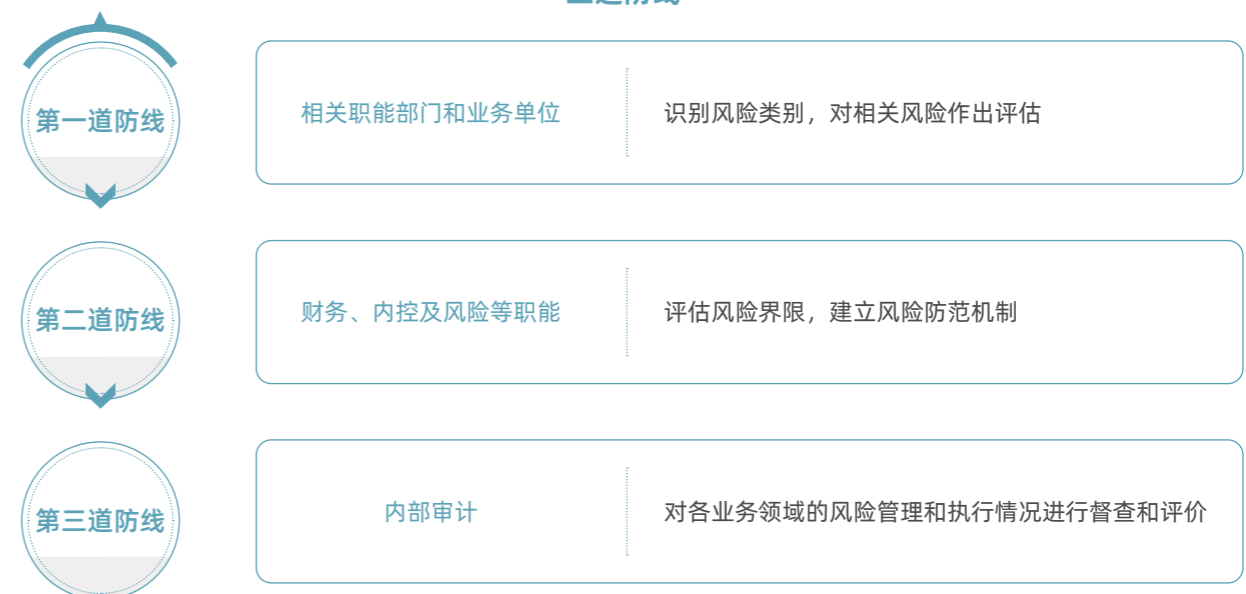 第一道防线
相关职能部门和业务单位
识别风险类别，对相关风险作出评估
第二道防线
财务、内控及风险等职能
评估风险界限，建立风险防范机制
第三道防线
内部审计
对各业务领域的风险管理和执行情况进行督查和评价